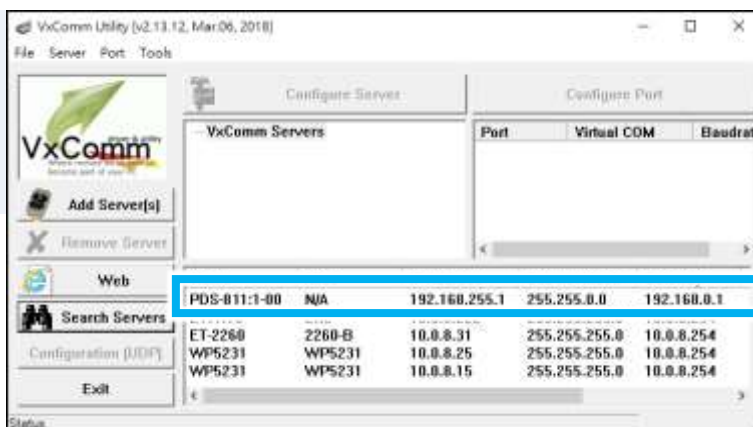 VxComm Utility [v2.13.12, Mar.06, 2018]
File Server Port Tools
Configure Server
Configure Port
VxComm
VxComm Servers
Port Virtual COM Baudrat
Add Server(s)
Remove Server
Web
Search Servers
Configuration (UDP)
Exit
PDS-811:1-00 N/A 192.168.255.1 255.255.0.0 192.168.0.1
ET-2260 2260-B 10.0.8.31 255.255.255.0 10.0.8.254
WP5231 WP5231 10.0.8.25 255.255.255.0 10.0.8.254
WP5231 WP5231 10.0.8.15 255.255.255.0 10.0.8.254
Status